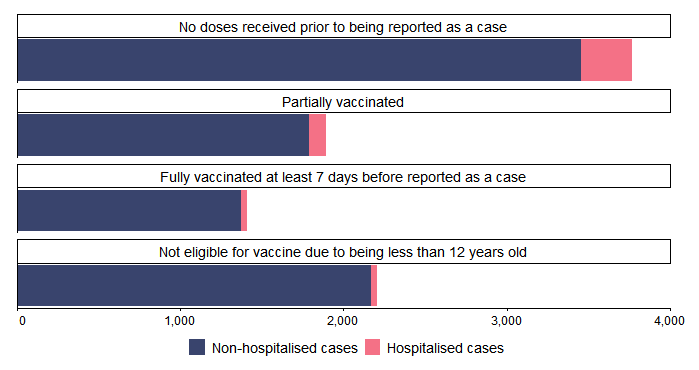 No doses received prior to being reported as a case
Partially vaccinated
Fully vaccinated at least 7 days before reported as a case
Not eligible for vaccine due to being less than 12 years old
0 1,000 2,000 3,000 4,000
Non-hospitalised cases Hospitalised cases